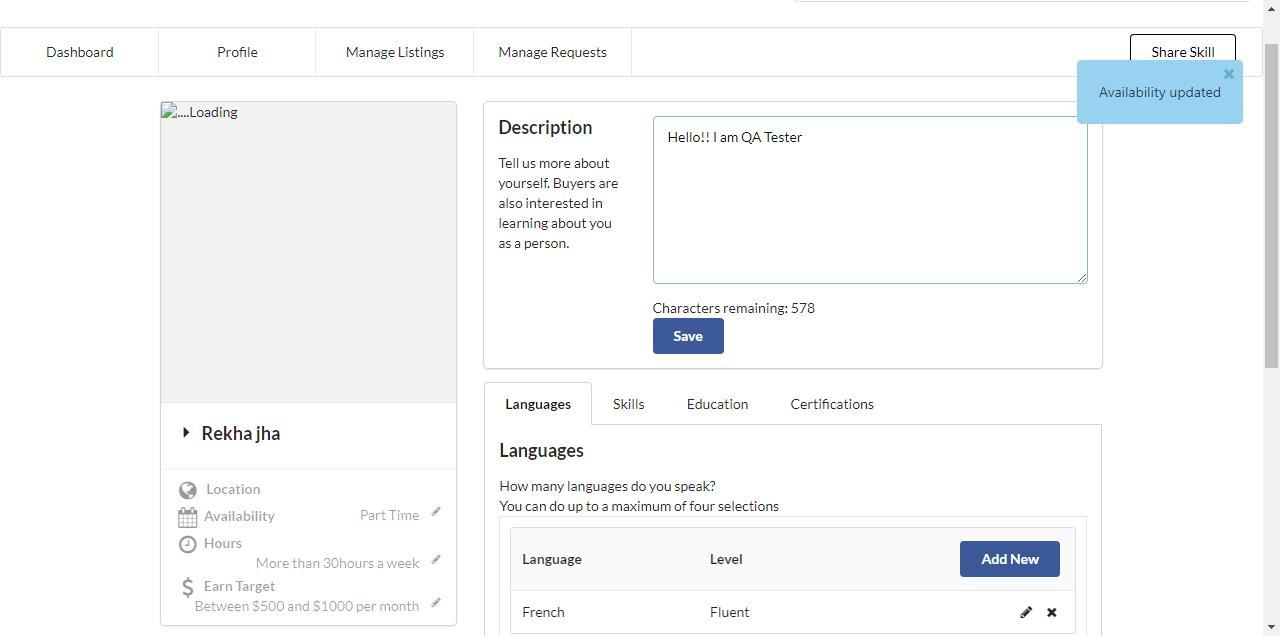 Dashboard
Profile
Manage Listings
Manage Requests
Share Skill
Availability updated
....Loading
Description
Tell us more about
yourself. Buyers are
also interested in
learning about you
as a person.
Hello!! I am QA Tester
Characters remaining: 578
Save
Rekha jha
Location
Availability
Part Time
Hours
More than 30hours a week
Earn Target
Between $500 and $1000 per month
Languages
Skills
Education
Certifications
Languages
How many languages do you speak?
You can do up to a maximum of four selections
Language
Level
Add New
French
Fluent